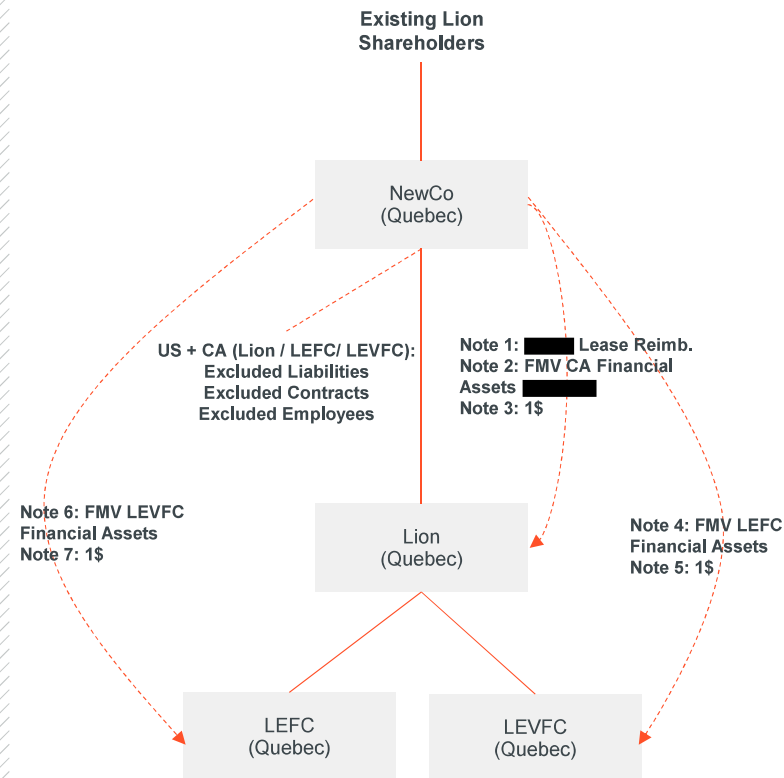 Existing Lion
Shareholders
NewCo
(Quebec)
US + CA (Lion / LEFC/ LEVFC):
Excluded Liabilities
Excluded Contracts
Excluded Employees
Note 1: Lease Reimb.
Note 2: FMV CA Financial
Assets
Note 3: 1$
Note 6: FMV LEVFC
Financial Assets
Note 7: 1$
Lion
(Quebec)
Note 4: FMV LEFC
Financial Assets
Note 5: 1$
LEFC
(Quebec)
LEVFC
(Quebec)